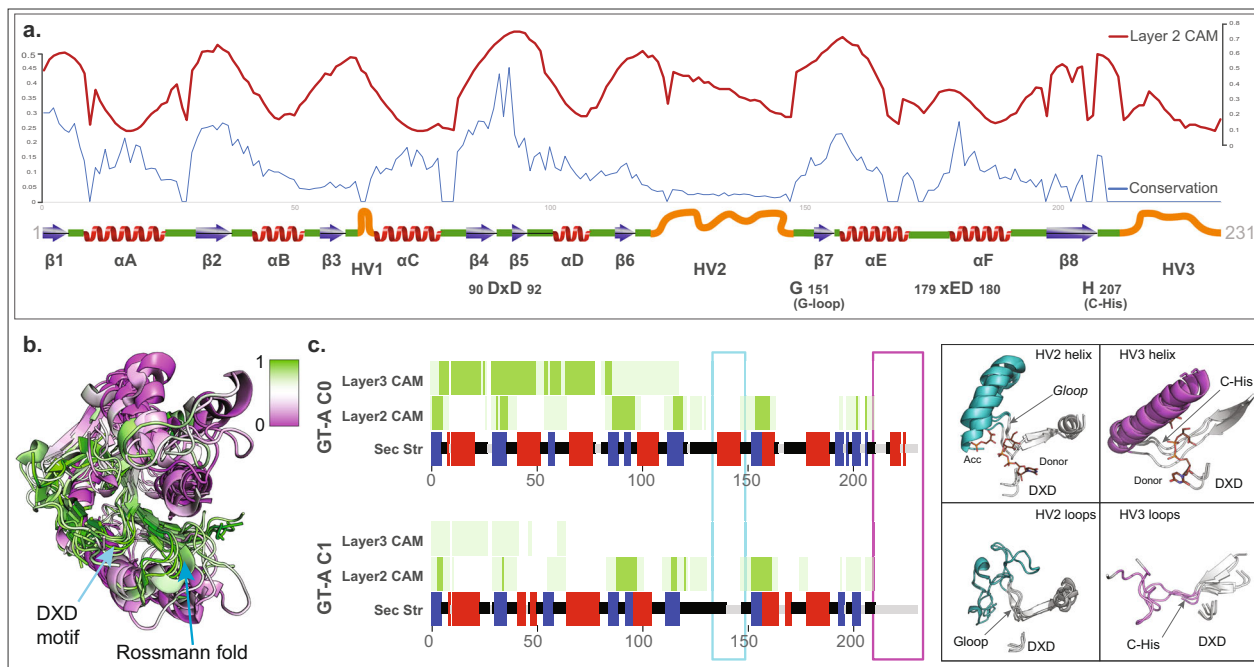 a.
0.5
0.45
0.4
0.35
0.3
0.25
0.2
0.15
0.1
0.05
0
0.8
0.7
0.6
0.5
0.4
0.3
0.2
0.1
0
Layer 2 CAM
Conservation
0 50 100 150 200
1 231
β1 αA β2 αB β3 HV1 αC β4 β5 αD β6 HV2 β7 αE αF β8 HV3
90 DxD 92 G 151 179 xED 180 H 207
(G-loop) (C-His)
b.
1
0
DXD
motif
Rossmann fold
c.
GT-A C0
Layer3 CAM
Layer2 CAM
Sec Str
0 50 100 150 200
GT-A C1
Layer3 CAM
Layer2 CAM
Sec Str
0 50 100 150 200
HV2 helix
Gloop
Acc
Donor
DXD
HV3 helix
C-His
Donor
DXD
HV2 loops
Gloop
DXD
HV3 loops
C-His
DXD